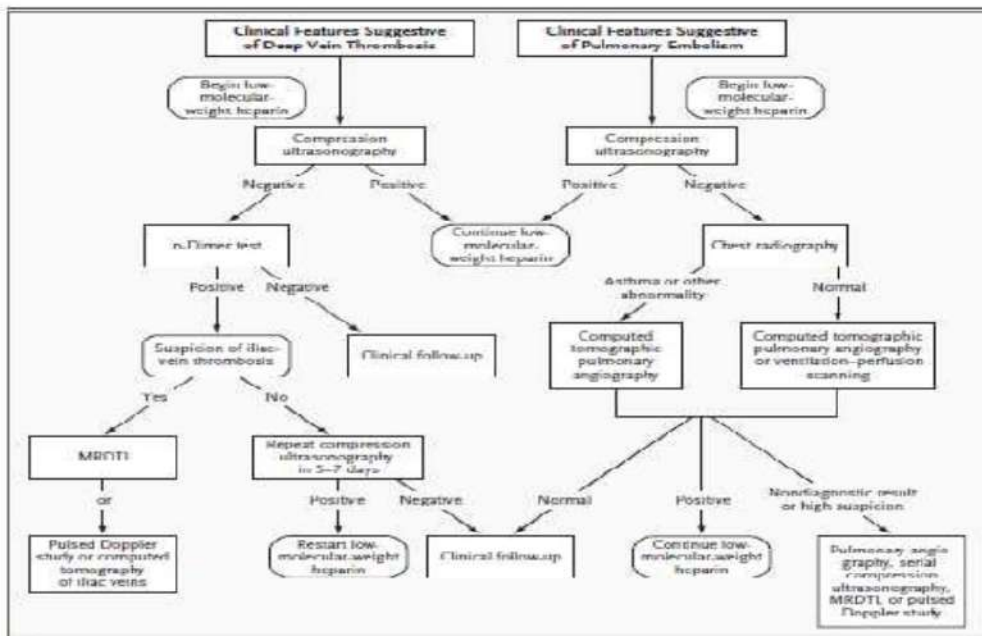 Clinical Features Suggestive
of Deep Vein Thrombosis
Clinical Features Suggestive
of Pulmonary Embolism
Begin low-
molecular-
weight heparin
Begin low-
molecular-
weight heparin
Compression
ultrasonography
Compression
ultrasonography
Negative
Positive
Positive
Negative
D-Dimer test
Continue low-
molecular-
weight heparin
Chest radiography
Positive
Negative
Asthma or other
abnormality
Normal
Suspicion of iliac-
vein thrombosis
Clinical follow-up
Computed
tomographic
pulmonary
angiography
Computed tomographic
pulmonary angiography
or ventilation–perfusion
scanning
Yes
No
MRDTI
Repeat compression
ultrasonography
in 5–7 days
or
Positive
Negative
Normal
Positive
Nondiagnostic result
or high suspicion
Pulsed Doppler
study or computed
tomography
of iliac veins
Restart low-
molecular-weight
heparin
Clinical follow-up
Continue low-
molecular-weight
heparin
Pulmonary angio
graphy, serial
compression
ultrasonography,
MRDTI, or pulsed
Doppler study